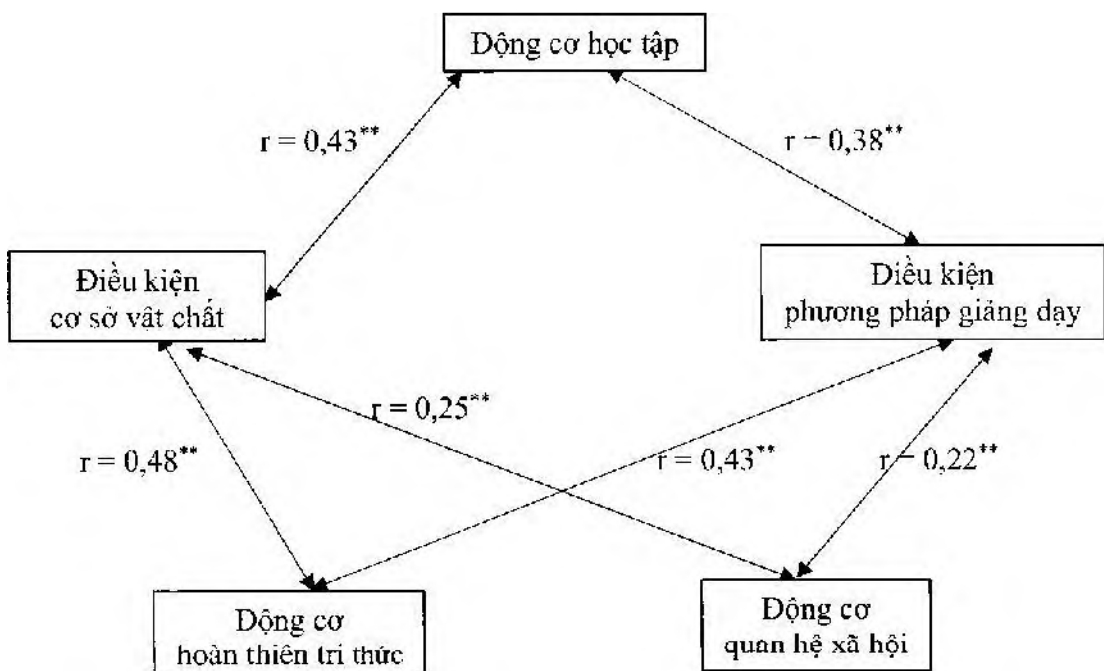 Động cơ học tập
r = 0,43**
r = 0,38**
Điều kiện
cơ sở vật chất
Điều kiện
phương pháp giảng dạy
r = 0,25**
r = 0,48**
r = 0,43**
r = 0,22**
Động cơ
hoàn thiện tri thức
Động cơ
quan hệ xã hội